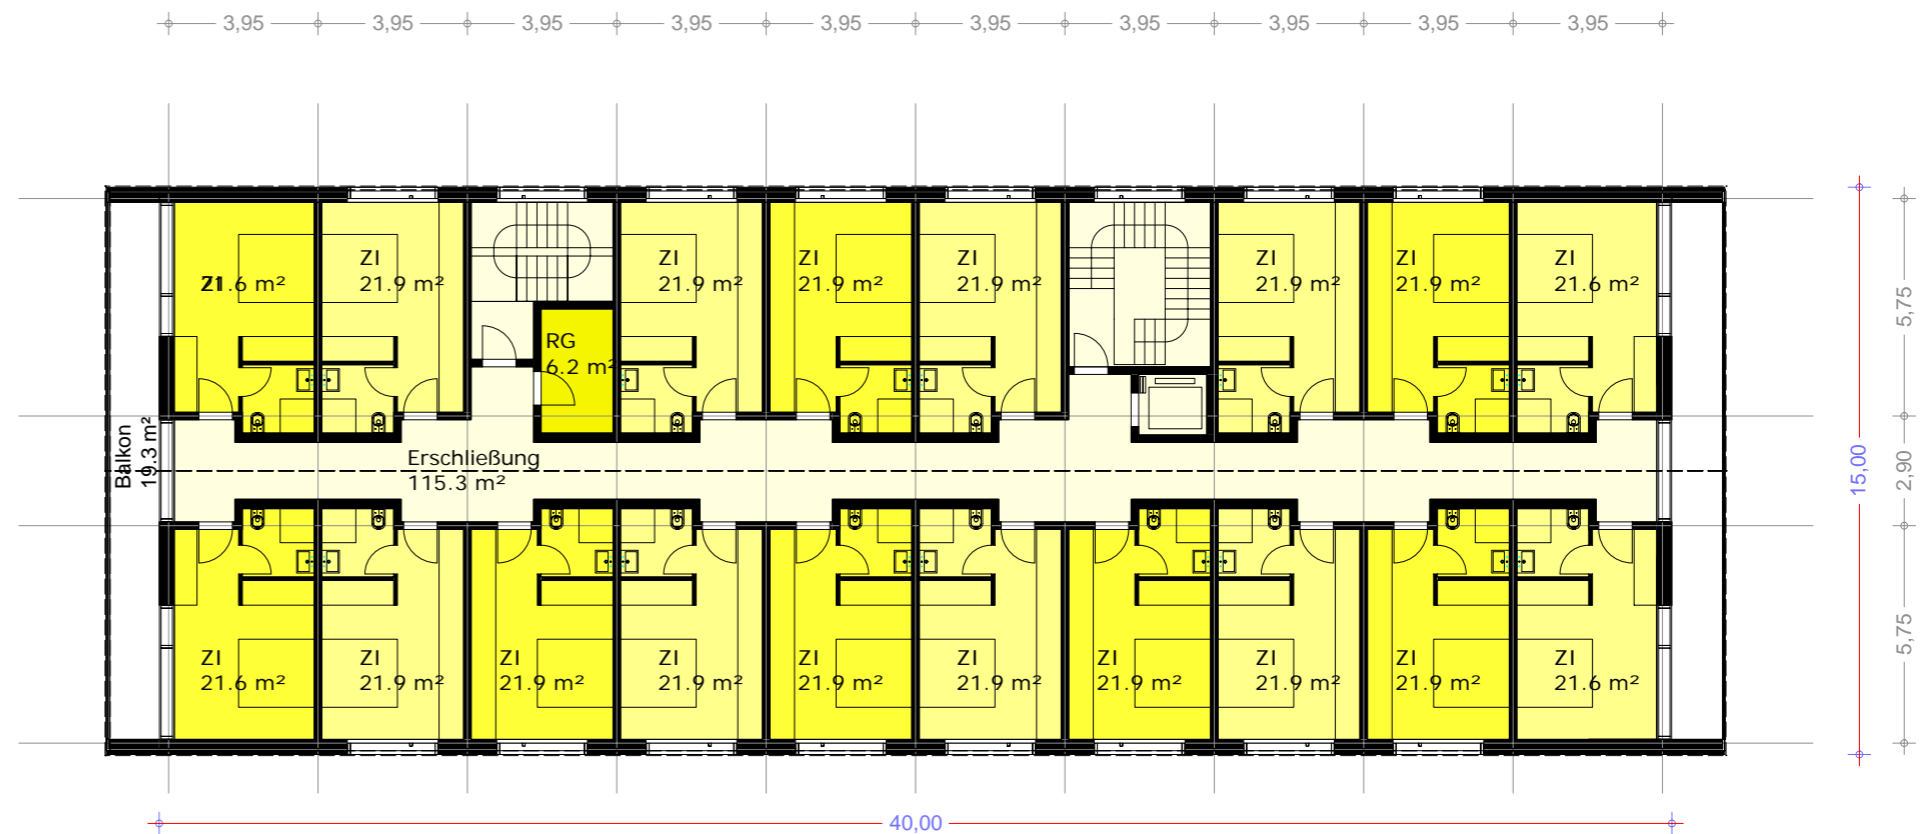 3,95 3,95 3,95 3,95 3,95 3,95 3,95 3,95 3,95 3,95
ZI ZI ZI ZI ZI ZI ZI
21.9 m² 21.9 m² 21.9 m² 21.9 m² 21.9 m² 21.9 m² 21.6 m²
ZI
21.6 m²
RG
6.2 m²
Balkon
19.3 m²
Erschließung
115.3 m²
ZI ZI ZI ZI ZI ZI ZI ZI ZI ZI
21.6 m² 21.9 m² 21.9 m² 21.9 m² 21.9 m² 21.9 m² 21.9 m² 21.9 m² 21.9 m² 21.6 m²
5,75
2,90
5,75
15,00
40,00